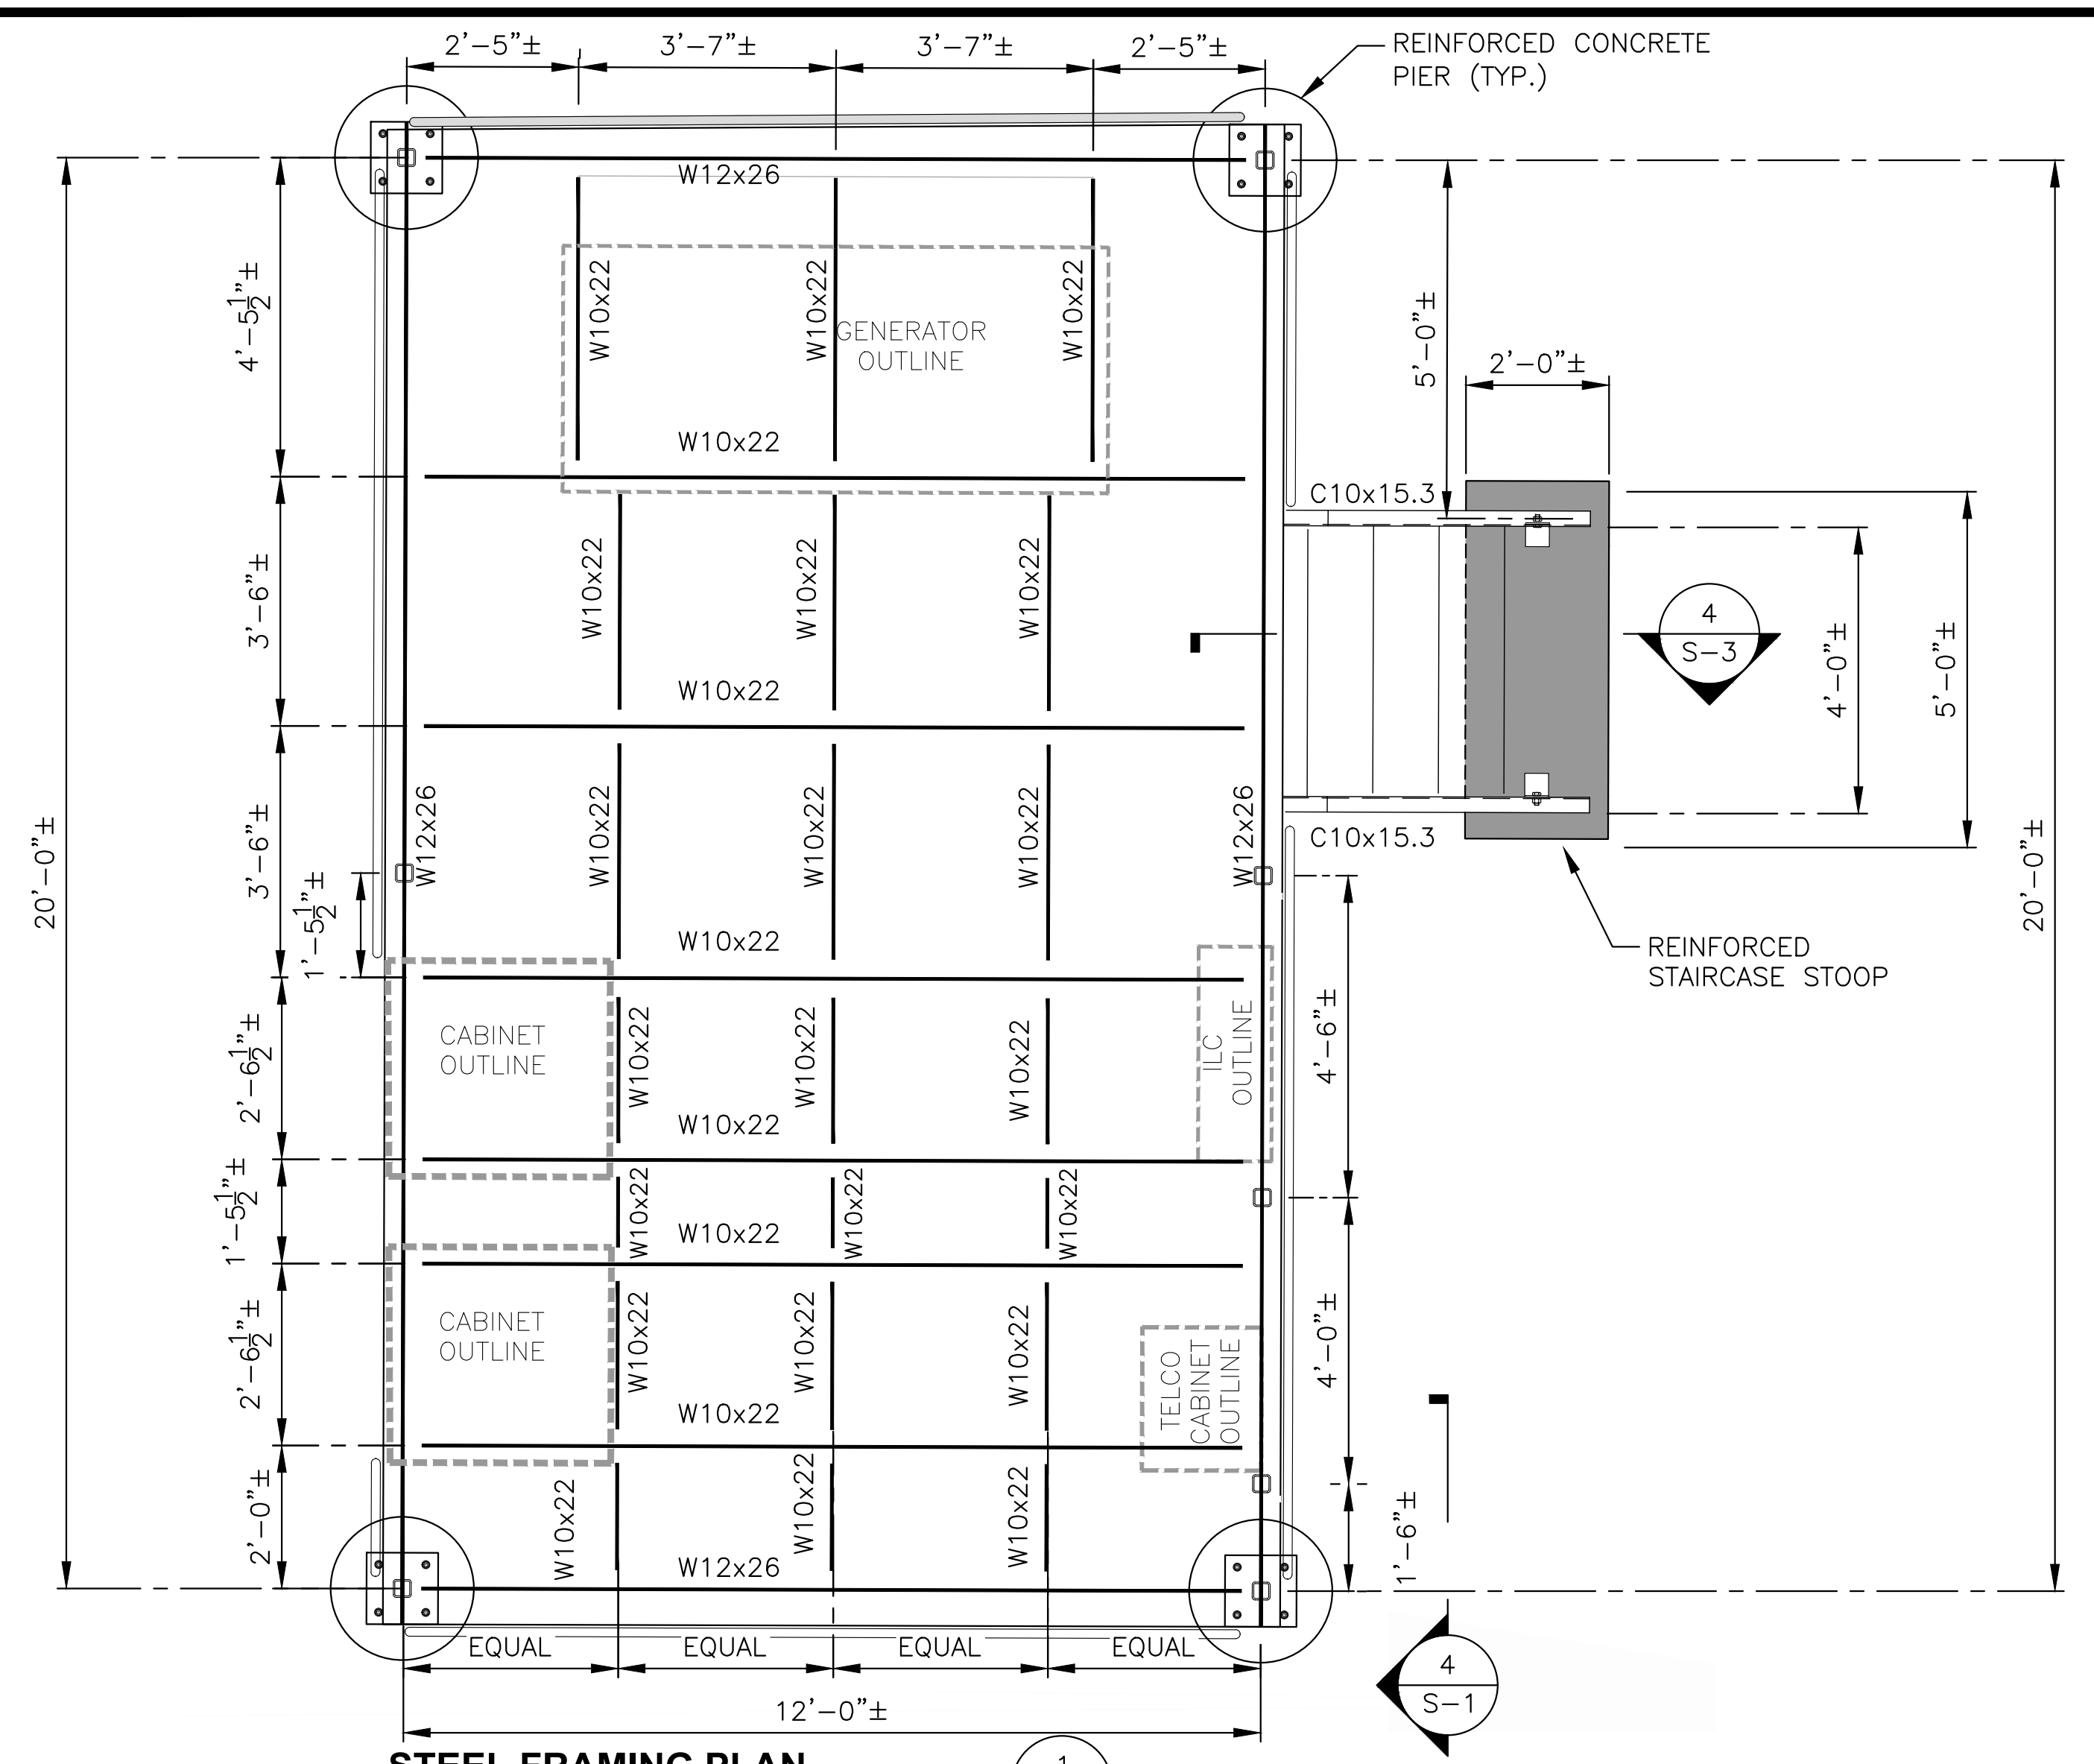 2'-5"± 3'-7"± 3'-7"± 2'-5"±
REINFORCED CONCRETE
PIER (TYP.)
W12x26
4'-5½"±
W10x22
W10x22
W10x22
GENERATOR
OUTLINE
5'-0"±
2'-0"±
W10x22
C10x15.3
3'-6"±
W10x22
W10x22
W10x22
4
S-3
4'-0"±
5'-0"±
W10x22
20'-0"±
3'-6"±
1'-5½"±
W12x26
W10x22
W10x22
W10x22
W12x26
C10x15.3
20'-0"±
W10x22
REINFORCED
STAIRCASE STOOP
2'-6½"±
CABINET
OUTLINE
W10x22
W10x22
W10x22
ILC
OUTLINE
4'-6"±
W10x22
1'-5½"±
W10x22
W10x22
W10x22
W10x22
2'-6½"±
CABINET
OUTLINE
W10x22
W10x22
W10x22
TELCO
CABINET
OUTLINE
4'-0"±
W10x22
2'-0"±
W10x22
W10x22
W10x22
1'-6"±
W12x26
EQUAL EQUAL EQUAL EQUAL
4
S-1
12'-0"±
STEEL FRAMING PLAN
1